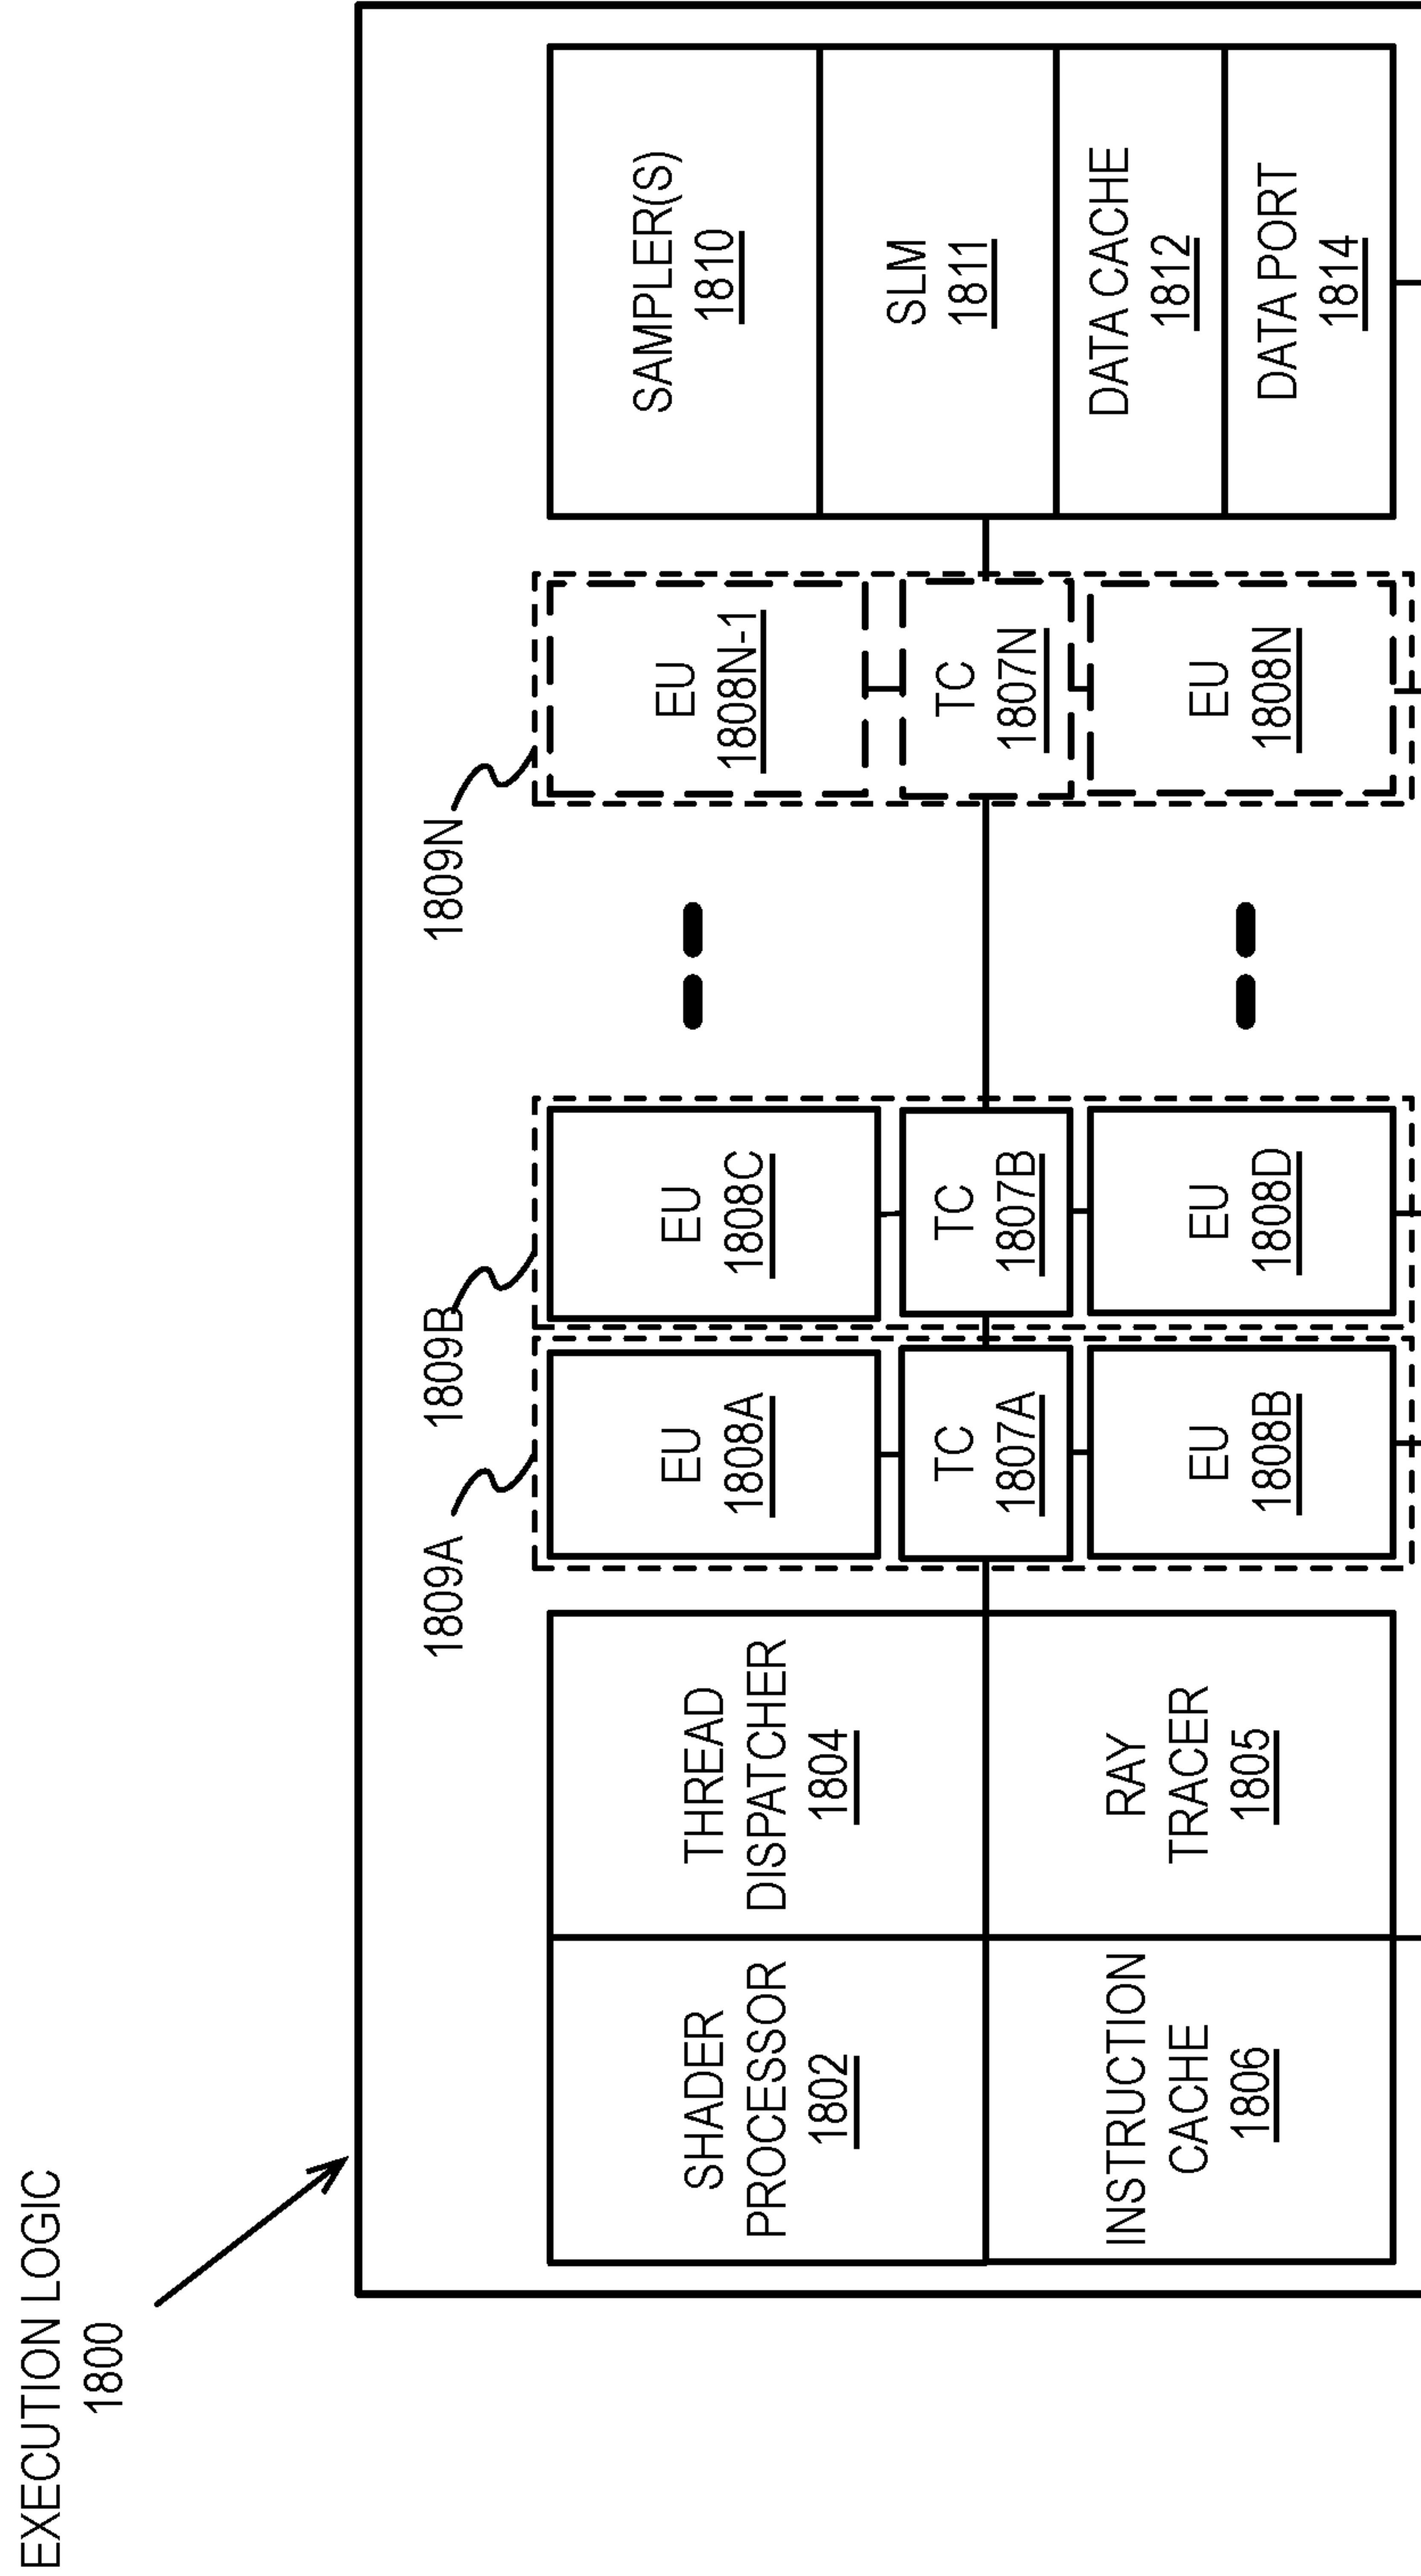 EXECUTION LOGIC
1800
1809A
1809B
1809N
SHADER
PROCESSOR
1802
THREAD
DISPATCHER
1804
EU
1808A
EU
1808C
EU
1808N-1
SAMPLER(S)
1810
TC
1807A
TC
1807B
TC
1807N
SLM
1811
INSTRUCTION
CACHE
1806
RAY
TRACER
1805
EU
1808B
EU
1808D
EU
1808N
DATA CACHE
1812
DATA PORT
1814